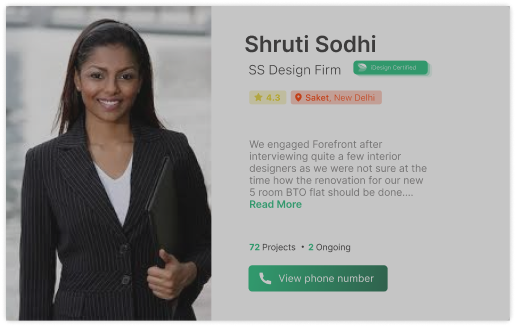 Shruti Sodhi
SS Design Firm
iDesign Certified
4.3
Saket, New Delhi
We engaged Forefront after
interviewing quite a few interior
designers as we were not sure at the
time how the renovation for our new
5 room BTO flat should be done....
Read More
72 Projects • 2 Ongoing
View phone number